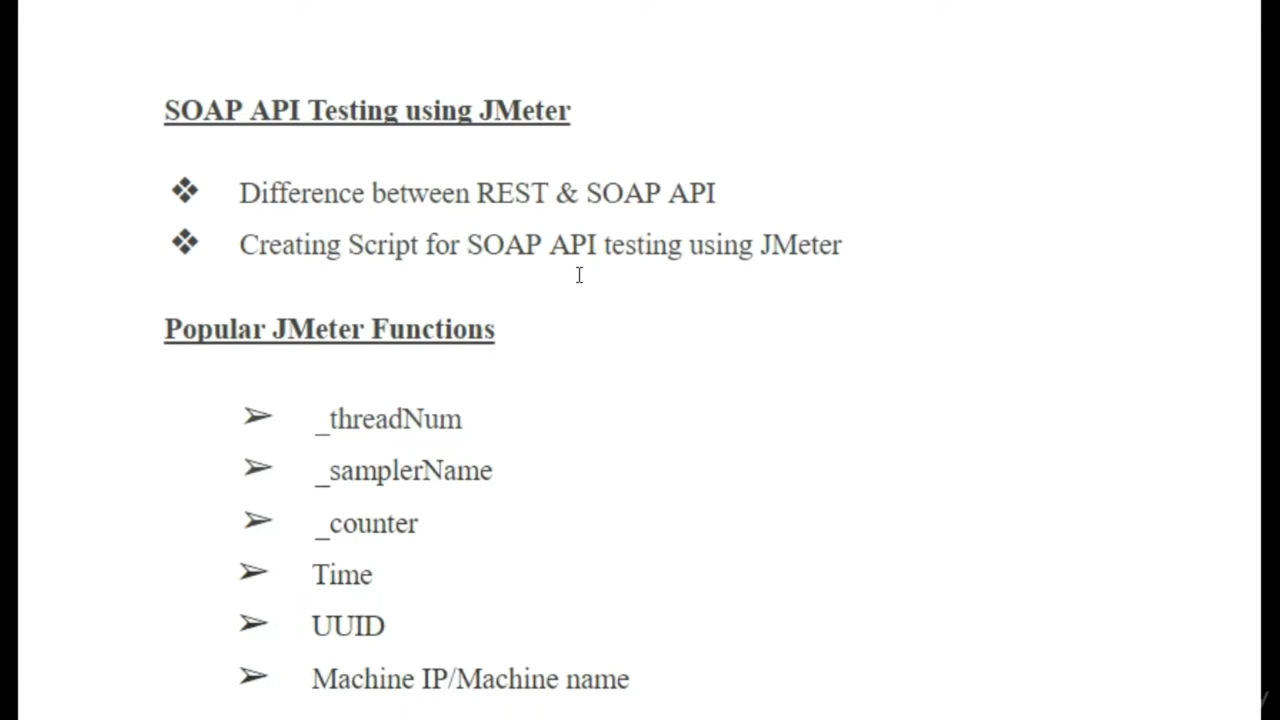 SOAP API Testing using JMeter
❖ Difference between REST & SOAP API
❖ Creating Script for SOAP API testing using JMeter
Popular JMeter Functions
➢ _threadNum
➢ _samplerName
➢ _counter
➢ Time
➢ UUID
➢ Machine IP/Machine name